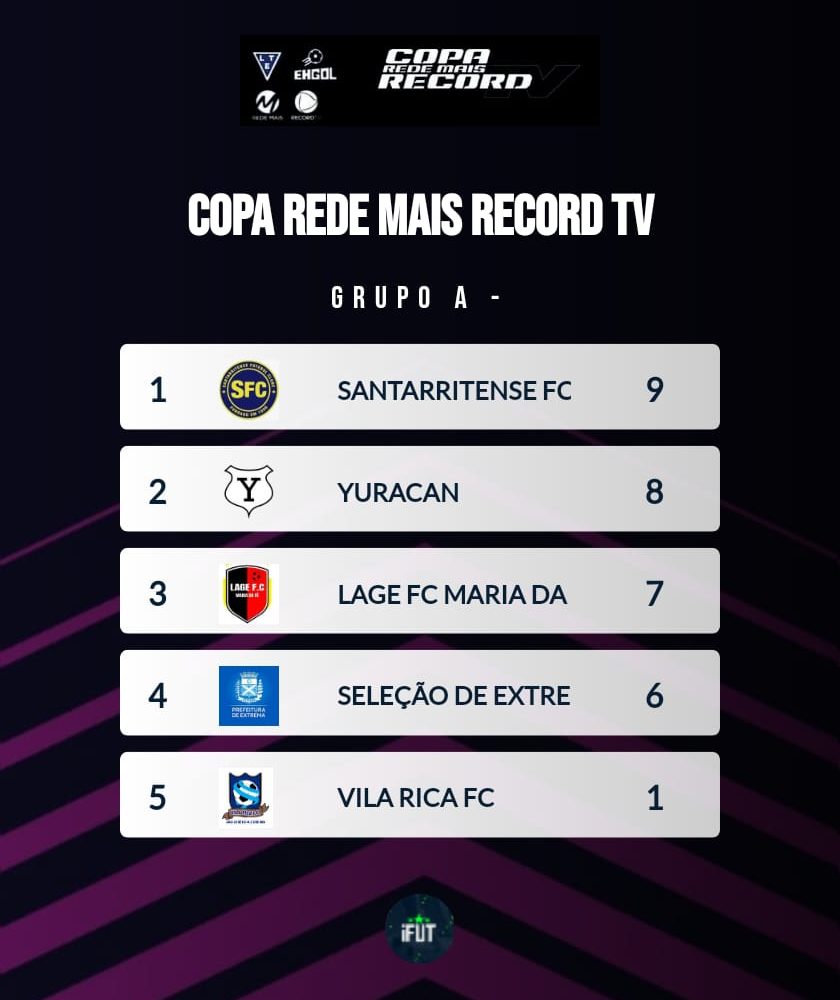 LTE
EHGOL
REDE MAIS
RECORD
COPA
REDE MAIS
RECORD TV
COPA REDE MAIS RECORD TV
GRUPO A -
1 SFC SANTARRITENSE FC 9
2 Y YURACAN 8
3 LAGE F.C LAGE FC MARIA DA 7
4 PREFEITURA DE EXTREMA SELEÇÃO DE EXTRE 6
5 VILA RICA FC 1
iFUT